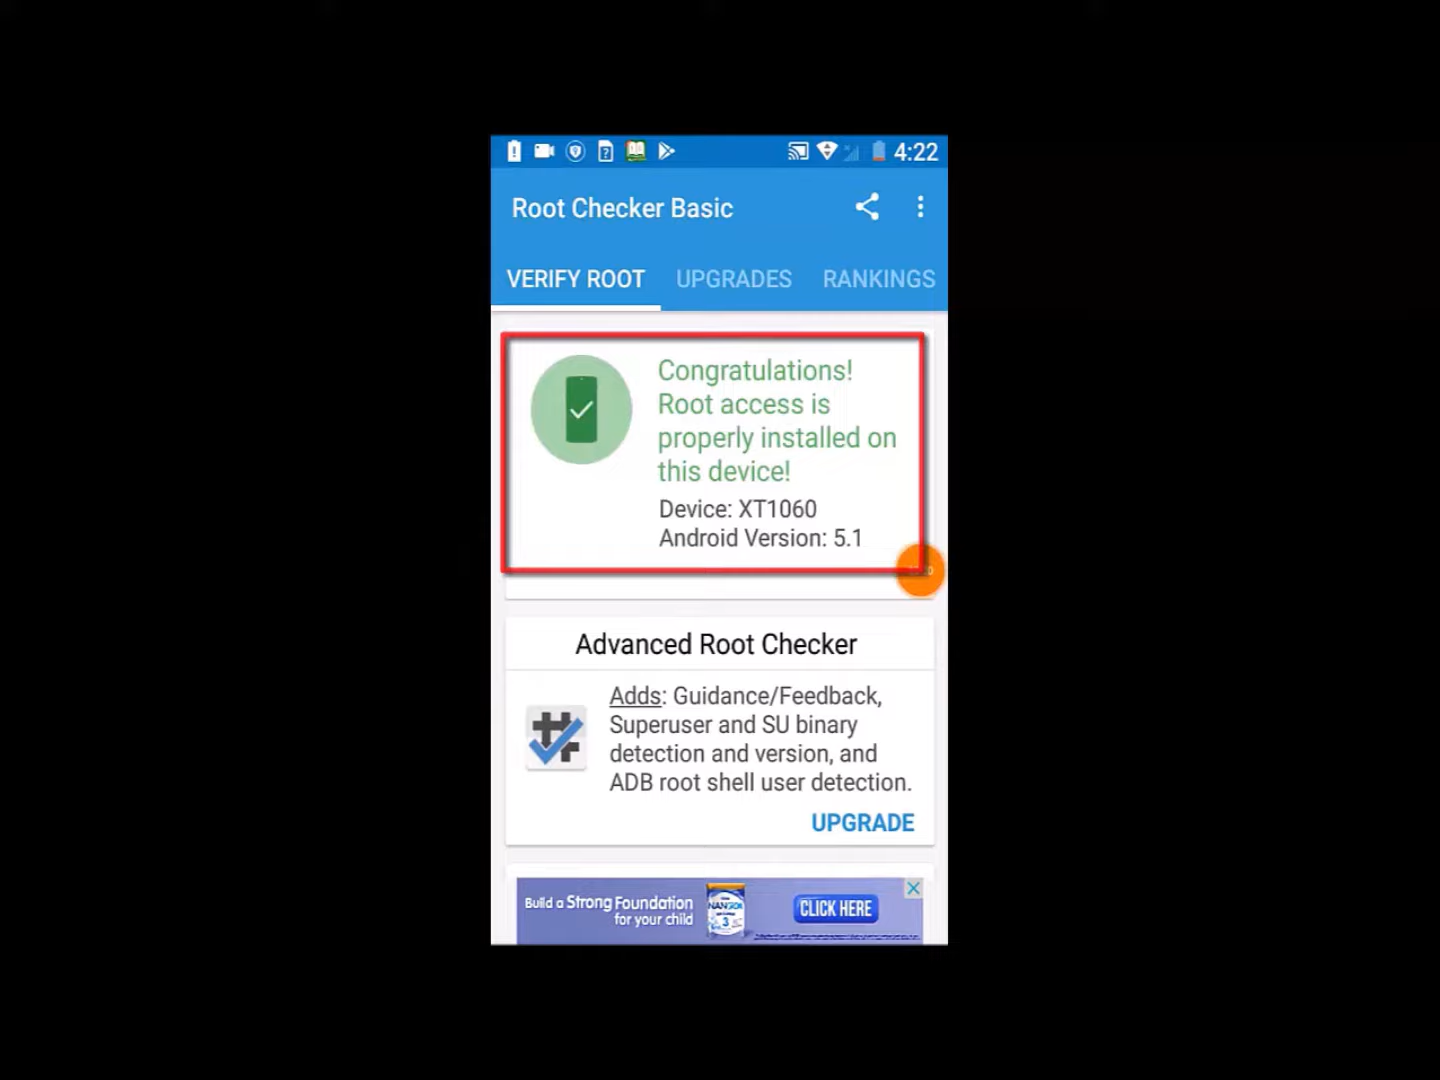 4:22
Root Checker Basic
VERIFY ROOT UPGRADES RANKINGS
Congratulations!
Root access is
properly installed on
this device!
Device: XT1060
Android Version: 5.1
Advanced Root Checker
Adds: Guidance/Feedback,
Superuser and SU binary
detection and version, and
ADB root shell user detection.
UPGRADE
Build a Strong Foundation
for your child
3
CLICK HERE